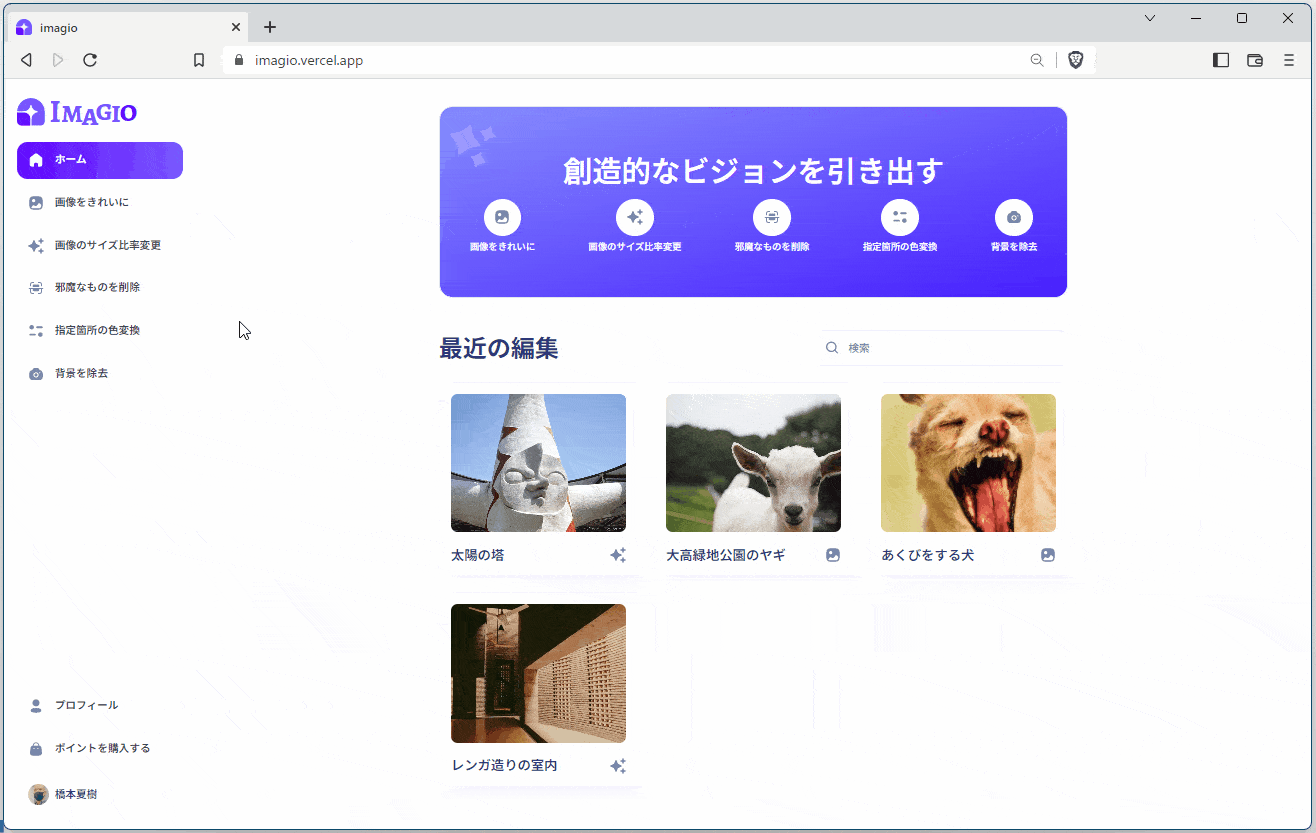 imagio
imagio.vercel.app
IMAGIO
ホーム
画像をきれいに
画像のサイズ比率変更
邪魔なものを削除
指定箇所の色変換
背景を除去
プロフィール
ポイントを購入する
橋本夏樹
創造的なビジョンを引き出す
画像をきれいに
画像のサイズ比率変更
邪魔なものを削除
指定箇所の色変換
背景を除去
最近の編集
検索
太陽の塔
大高緑地公園のヤギ
あくびをする犬
レンガ造りの室内